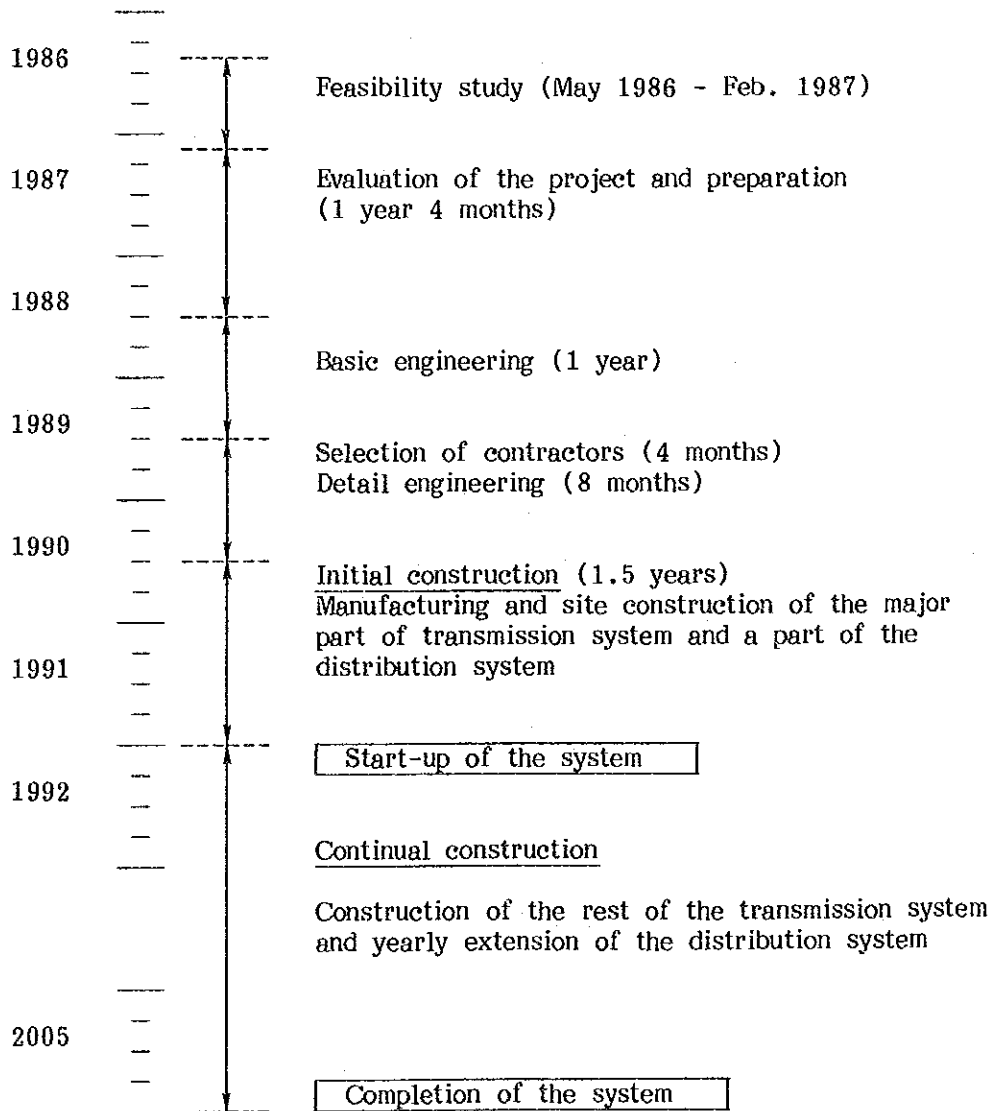 1986
Feasibility study (May 1986 - Feb. 1987)
1987
Evaluation of the project and preparation
(1 year 4 months)
1988
Basic engineering (1 year)
1989
Selection of contractors (4 months)
Detail engineering (8 months)
1990
Initial construction (1.5 years)
Manufacturing and site construction of the major
part of transmission system and a part of the
1991
distribution system
Start-up of the system
1992
Continual construction
Construction of the rest of the transmission system
and yearly extension of the distribution system
2005
Completion of the system